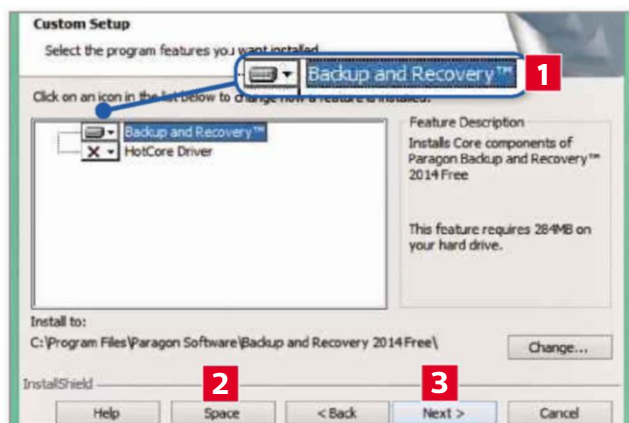 Custom Setup
Select the program features you want installed
Backup and Recovery™ 1
Click on an icon in the list below to change how a feature is installed.
Backup and Recovery™
X HotCore Driver
Feature Description
Installs Core components of
Paragon Backup and Recovery™
2014 Free
This feature requires 284MB on
your hard drive.
Install to:
C:\Program Files\Paragon Software\Backup and Recovery 2014 Free\
Change...
InstallShield
2 3
Help Space < Back Next > Cancel